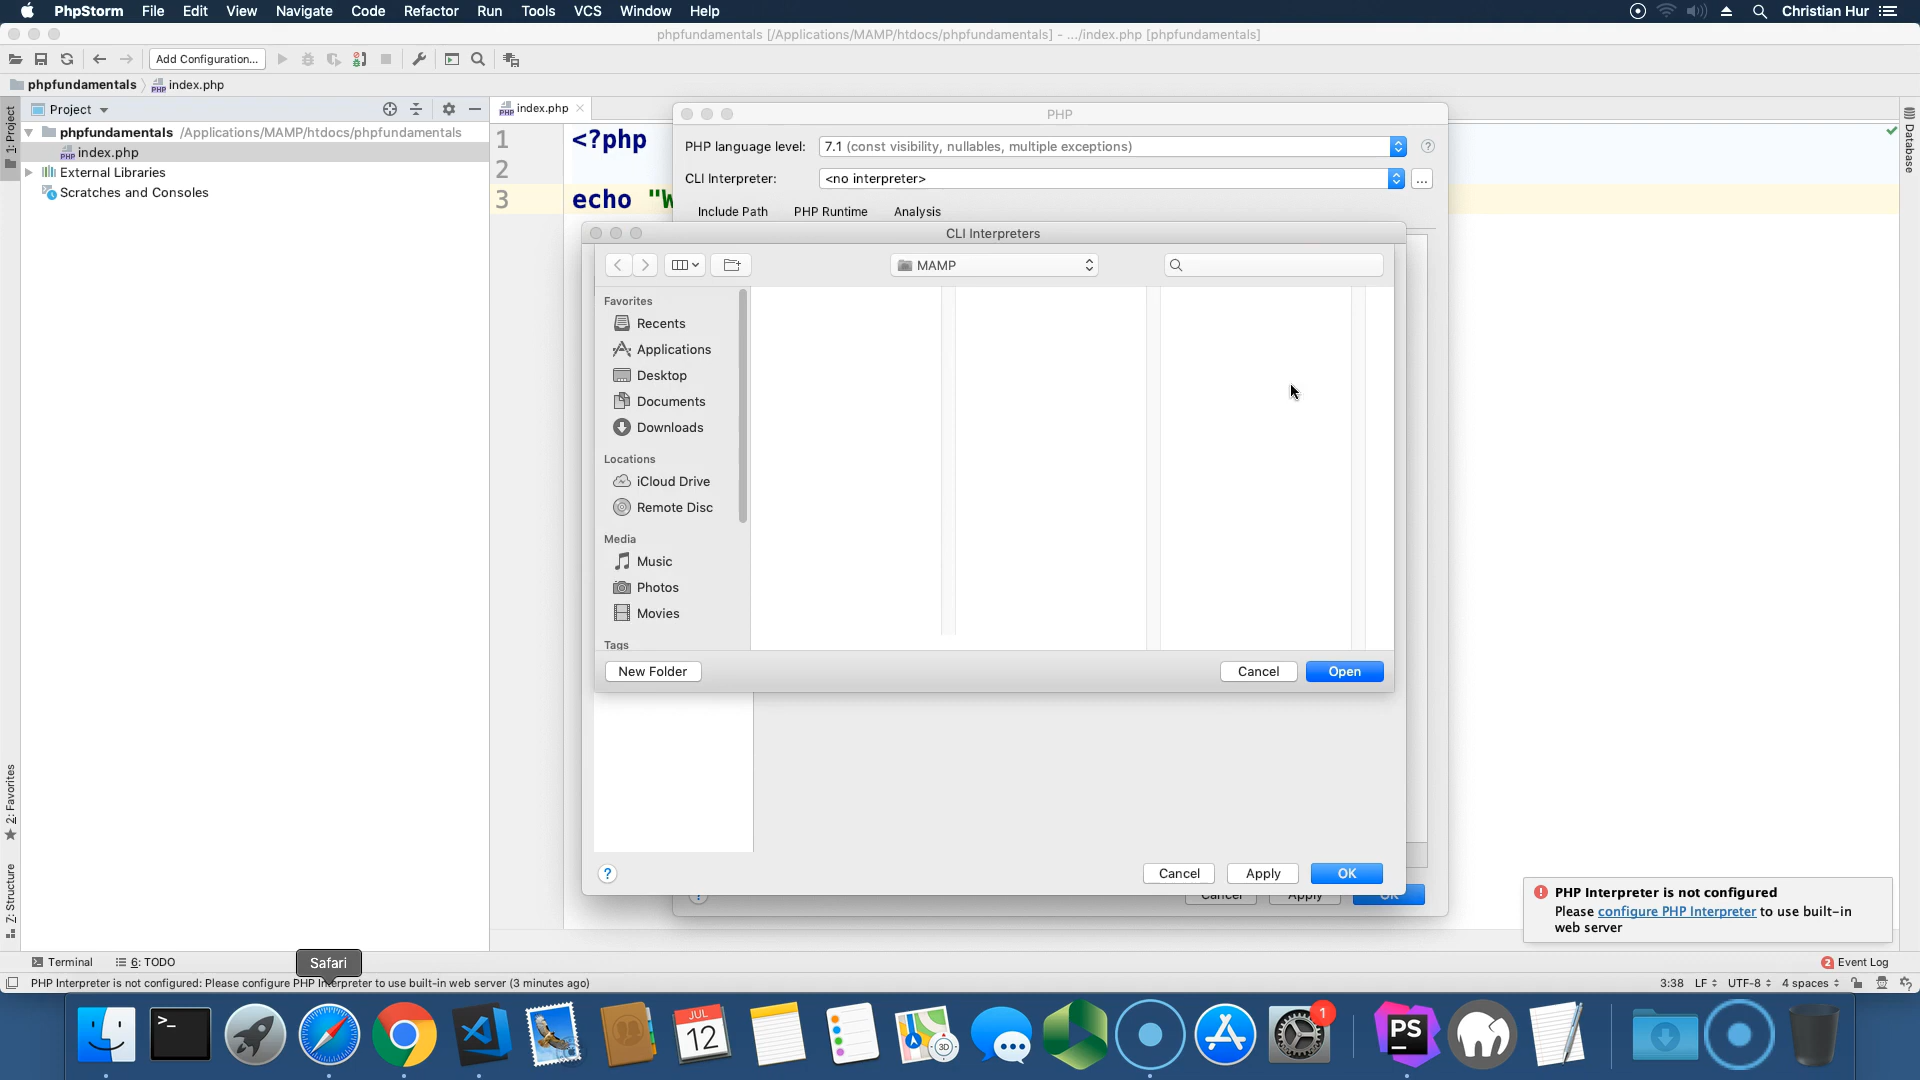 PhpStorm File Edit View Navigate Code Refactor Run Tools VCS Window Help Christian Hur
phpfundamentals [/Applications/MAMP/htdocs/phpfundamentals] - .../index.php [phpfundamentals]
Add Configuration...
phpfundamentals index.php
1: Project
Project
index.php
phpfundamentals /Applications/MAMP/htdocs/phpfundamentals
index.php
External Libraries
Scratches and Consoles
1 <?php
2
3 echo "W
PHP
PHP language level: 7.1 (const visibility, nullables, multiple exceptions)
CLI Interpreter: <no interpreter> ...
Include Path PHP Runtime Analysis
CLI Interpreters
MAMP
Favorites
Recents
Applications
Desktop
Documents
Downloads
Locations
iCloud Drive
Remote Disc
Media
Music
Photos
Movies
Tags
New Folder Cancel Open
? Cancel Apply OK
Cancel Apply OK
Database
2: Favorites
7: Structure
PHP Interpreter is not configured
Please configure PHP Interpreter to use built-in
web server
Terminal 6: TODO 2 Event Log
Safari
PHP Interpreter is not configured: Please configure PHP Interpreter to use built-in web server (3 minutes ago) 3:38 LF UTF-8 4 spaces
>_
JUL
12
3D
1
PS